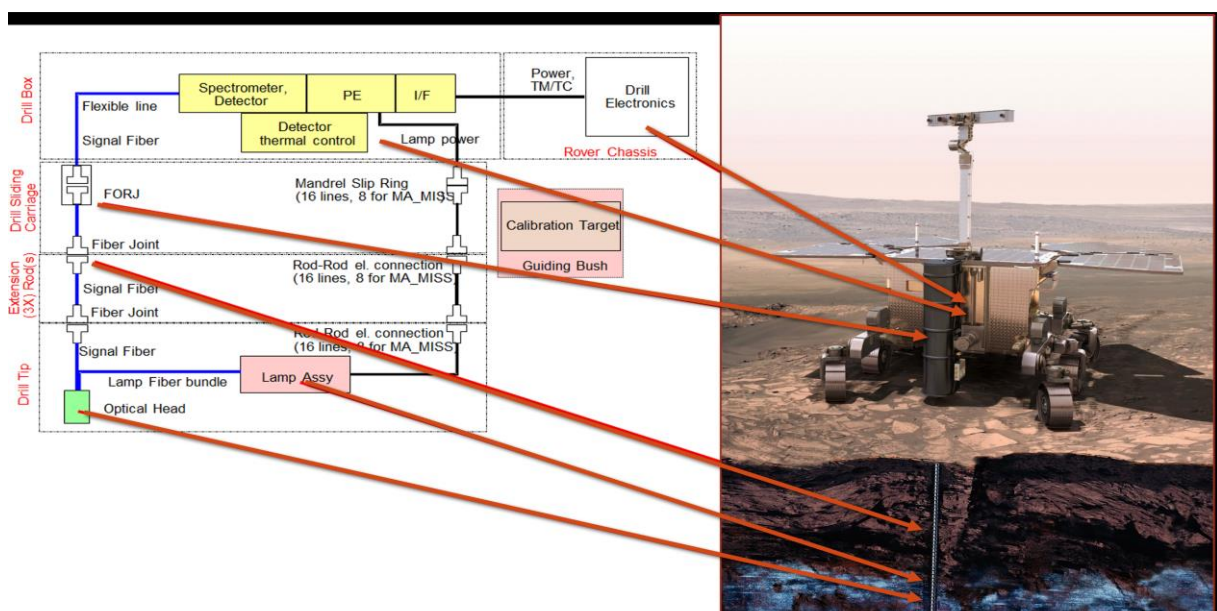 Drill Box
Spectrometer,
Detector
PE
I/F
Power,
TM/TC
Drill
Electronics
Flexible line
Detector
thermal control
Lamp power
Signal Fiber
Rover Chassis
Drill Sliding
Carriage
FORJ
Mandrel Slip Ring
(16 lines, 8 for MA_MISS
Calibration Target
Guiding Bush
Fiber Joint
Extension
(3X) Rod(s)
Rod-Rod el. connection
(16 lines, 8 for MA_MISS
Signal Fiber
Fiber Joint
Drill Tip
Rod-Rod el. connection
(16 lines, 8 for MA_MISS
Signal Fiber
Lamp Fiber bundle
Lamp Assy
Optical Head